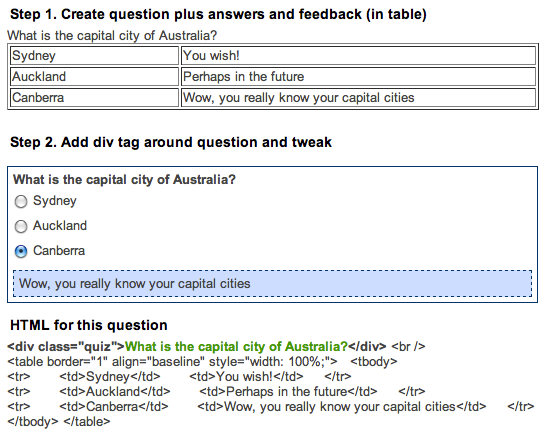 Step 1. Create question plus answers and feedback (in table)
What is the capital city of Australia?
Sydney You wish!
Auckland Perhaps in the future
Canberra Wow, you really know your capital cities
Step 2. Add div tag around question and tweak
What is the capital city of Australia?
Sydney
Auckland
Canberra
Wow, you really know your capital cities
HTML for this question
<div class="quiz">What is the capital city of Australia?</div> <br />
<table border="1" align="baseline" style="width: 100%;"> <tbody>
<tr> <td>Sydney</td> <td>You wish!</td> </tr>
<tr> <td>Auckland</td> <td>Perhaps in the future</td> </tr>
<tr> <td>Canberra</td> <td>Wow, you really know your capital cities</td> </tr>
</tbody> </table>